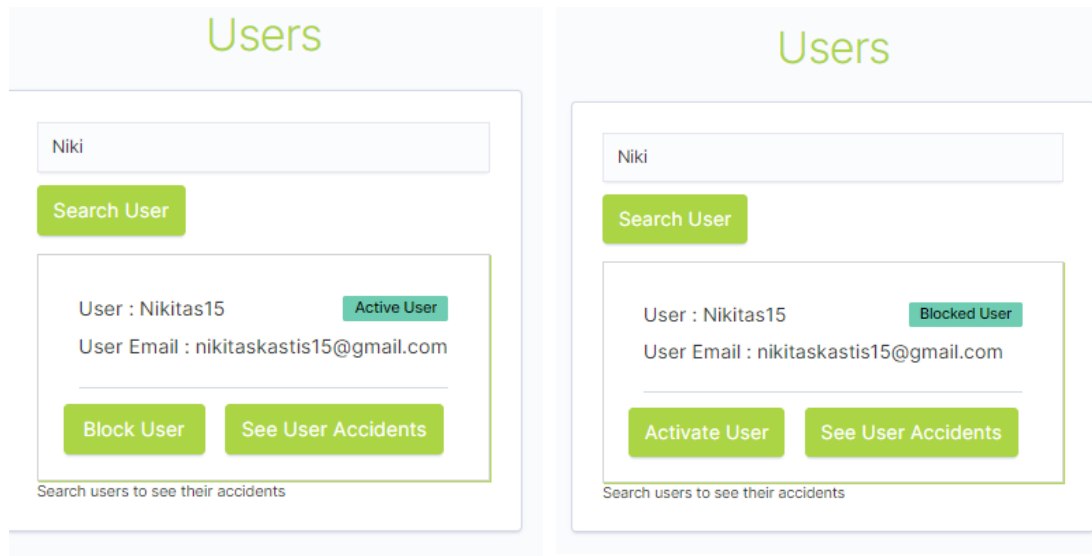 Users
Niki
Search User
User : Nikitas15
Active User
User Email : nikitaskastis15@gmail.com
Block User
See User Accidents
Search users to see their accidents
Users
Niki
Search User
User : Nikitas15
Blocked User
User Email : nikitaskastis15@gmail.com
Activate User
See User Accidents
Search users to see their accidents